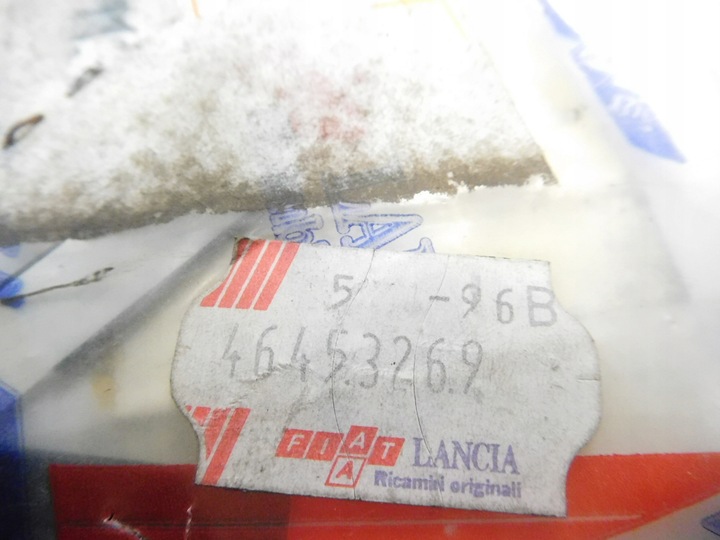 5 -96B
46453269
FIAT LANCIA
Ricambi originali